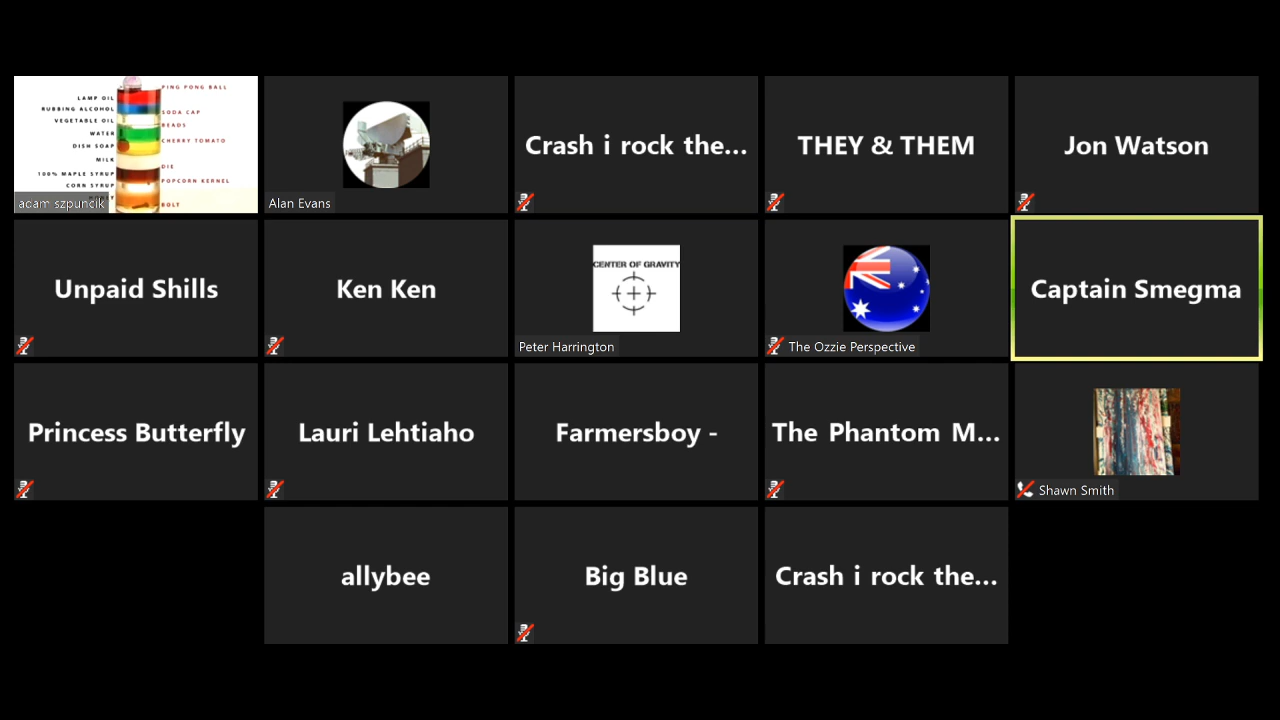 LAMP OIL
RUBBING ALCOHOL
VEGETABLE OIL
WATER
DISH SOAP
MILK
100% MAPLE SYRUP
CORN SYRUP
PING PONG BALL
SODA CAP
BEADS
CHERRY TOMATO
DIE
POPCORN KERNEL
BOLT
adam szpuncik
Alan Evans
Crash i rock the...
THEY & THEM
Jon Watson
Unpaid Shills
Ken Ken
CENTER OF GRAVITY
Peter Harrington
The Ozzie Perspective
Captain Smegma
Princess Butterfly
Lauri Lehtiaho
Farmersboy -
The Phantom M...
Shawn Smith
allybee
Big Blue
Crash i rock the...